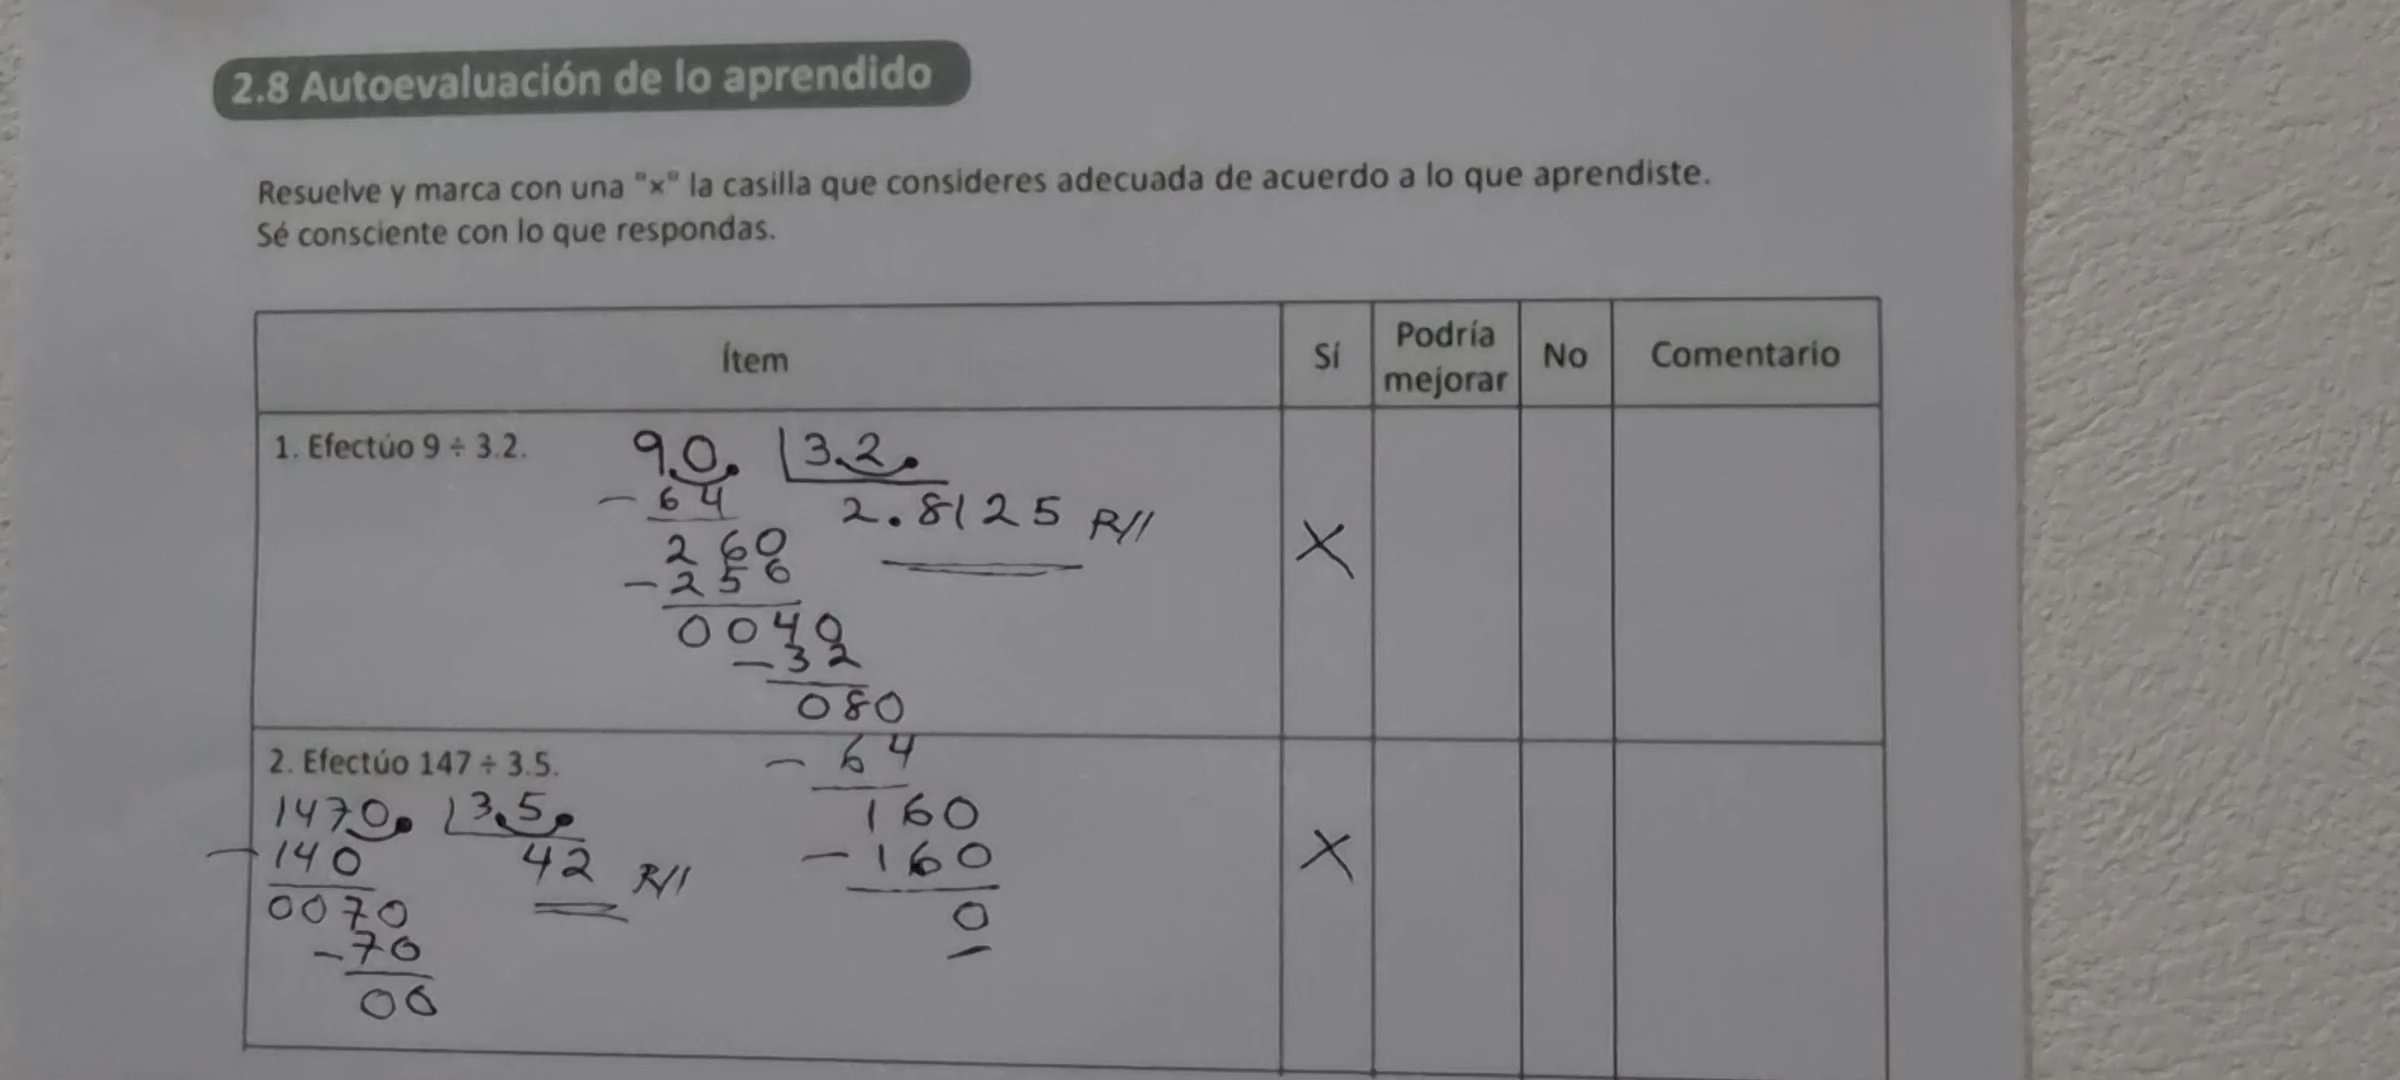 2.8 Autoevaluación de lo aprendido
Resuelve y marca con una "x" la casilla que consideres adecuada de acuerdo a lo que aprendiste.
Sé consciente con lo que respondas.
Ítem
Sí
Podría
mejorar
No
Comentario
1. Efectúo 9 ÷ 3.2.
90. 3.2.
- 64
2.8125 R//
260
- 256
0040
- 32
080
- 64
160
- 160
0
X
2. Efectúo 147 ÷ 3.5.
1470. 3.5.
- 140
42 R//
0070
- 70
00
X